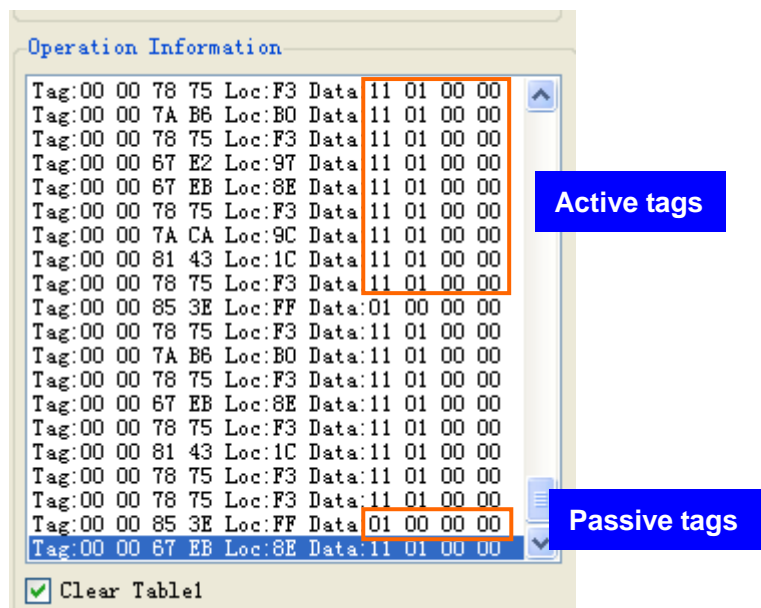 Operation Information
Tag:00 00 78 75 Loc:F3 Data:11 01 00 00
Tag:00 00 7A B6 Loc:B0 Data:11 01 00 00
Tag:00 00 78 75 Loc:F3 Data:11 01 00 00
Tag:00 00 67 E2 Loc:97 Data:11 01 00 00
Tag:00 00 67 EB Loc:8E Data:11 01 00 00
Tag:00 00 78 75 Loc:F3 Data:11 01 00 00
Tag:00 00 7A CA Loc:9C Data:11 01 00 00
Tag:00 00 81 43 Loc:1C Data:11 01 00 00
Tag:00 00 78 75 Loc:F3 Data:11 01 00 00
Active tags
Tag:00 00 85 3E Loc:FF Data:01 00 00 00
Tag:00 00 78 75 Loc:F3 Data:11 01 00 00
Tag:00 00 7A B6 Loc:B0 Data:11 01 00 00
Tag:00 00 78 75 Loc:F3 Data:11 01 00 00
Tag:00 00 67 EB Loc:8E Data:11 01 00 00
Tag:00 00 78 75 Loc:F3 Data:11 01 00 00
Tag:00 00 81 43 Loc:1C Data:11 01 00 00
Tag:00 00 78 75 Loc:F3 Data:11 01 00 00
Tag:00 00 78 75 Loc:F3 Data:11 01 00 00
Tag:00 00 85 3E Loc:FF Data:01 00 00 00
Passive tags
Tag:00 00 67 EB Loc:8E Data:11 01 00 00
Clear Table1